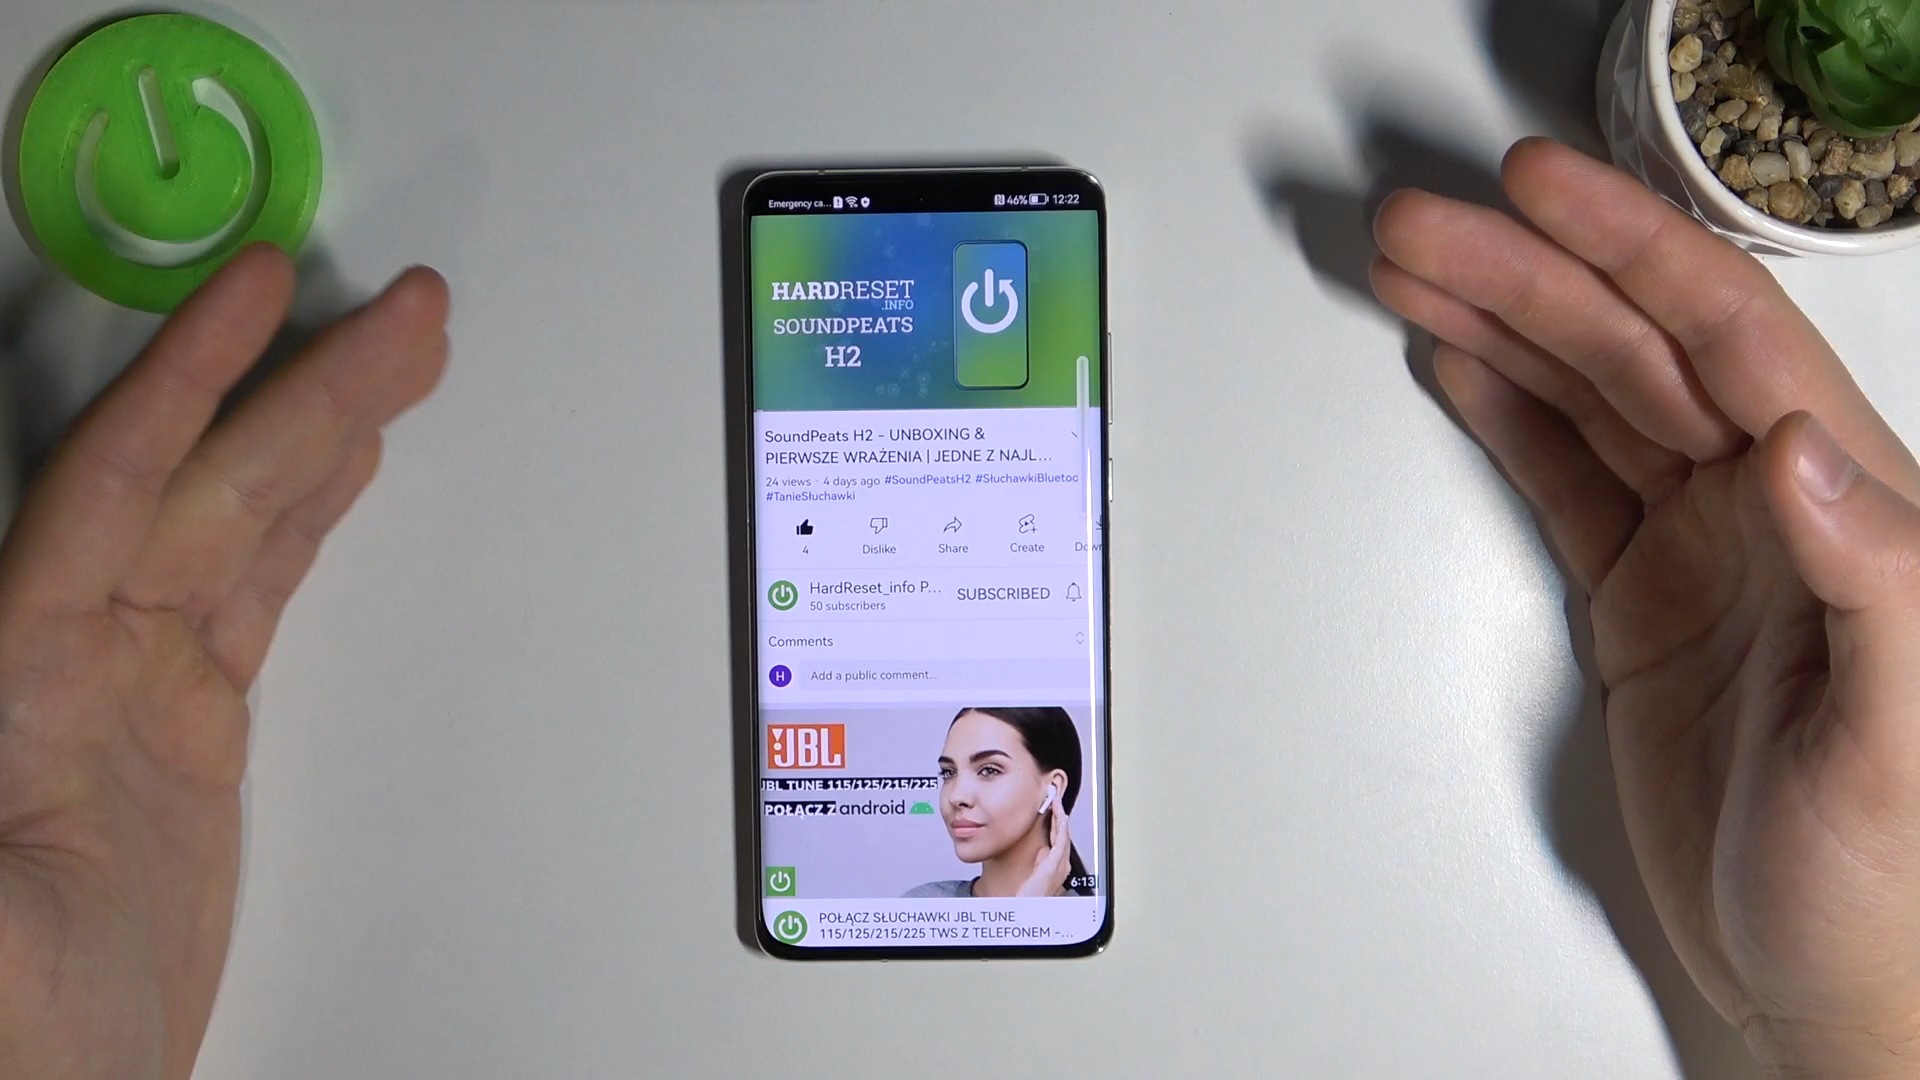 Emergency ca... 46% 12:22
HARDRESET
.INFO
SOUNDPEATS
H2
SoundPeats H2 - UNBOXING &
PIERWSZE WRAŻENIA | JEDNE Z NAJL...
24 views · 4 days ago #SoundPeatsH2 #SłuchawkiBluetoo
#TanieSłuchawki
4 Dislike Share Create Down
HardReset_info P... SUBSCRIBED
50 subscribers
Comments
H Add a public comment...
JBL
JBL TUNE 115/125/215/225
POŁĄCZ Z android
6:13
POŁĄCZ SŁUCHAWKI JBL TUNE
115/125/215/225 TWS Z TELEFONEM -...